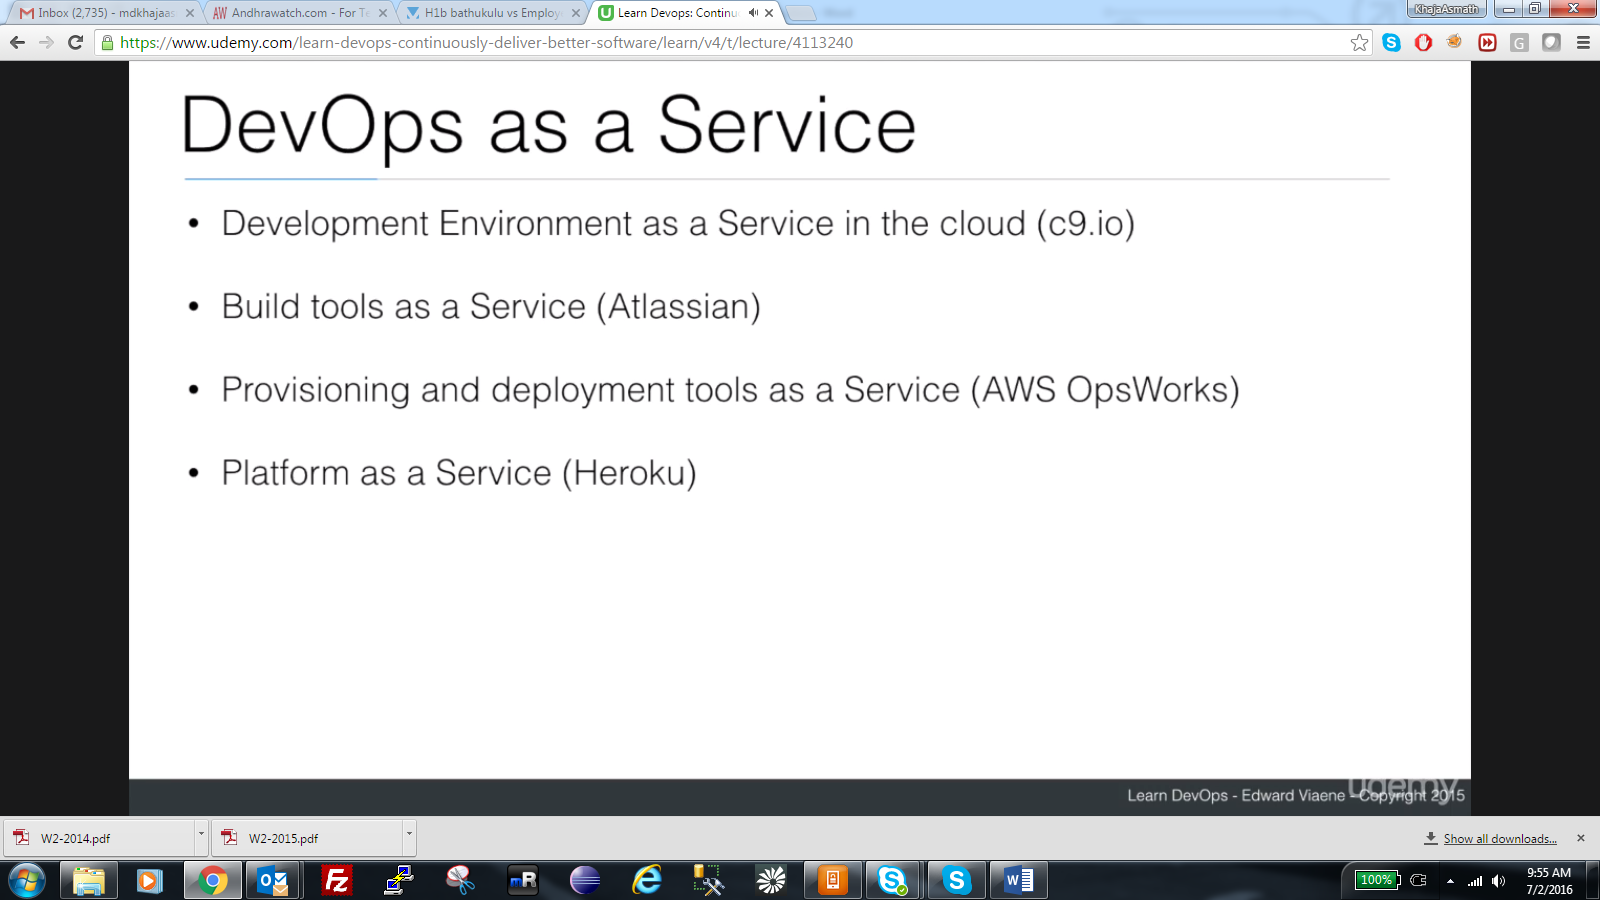 Inbox (2,735) - mdkhajaas
Andhrawatch.com - For Te
H1b bathukulu vs Employ
Learn Devops: Continu
KhajaAsmath
https://www.udemy.com/learn-devops-continuously-deliver-better-software/learn/v4/t/lecture/4113240
DevOps as a Service
• Development Environment as a Service in the cloud (c9.io)
• Build tools as a Service (Atlassian)
• Provisioning and deployment tools as a Service (AWS OpsWorks)
• Platform as a Service (Heroku)
udemy
Learn DevOps - Edward Viaene - Copyright 2015
W2-2014.pdf
W2-2015.pdf
Show all downloads...
100%
9:55 AM
7/2/2016